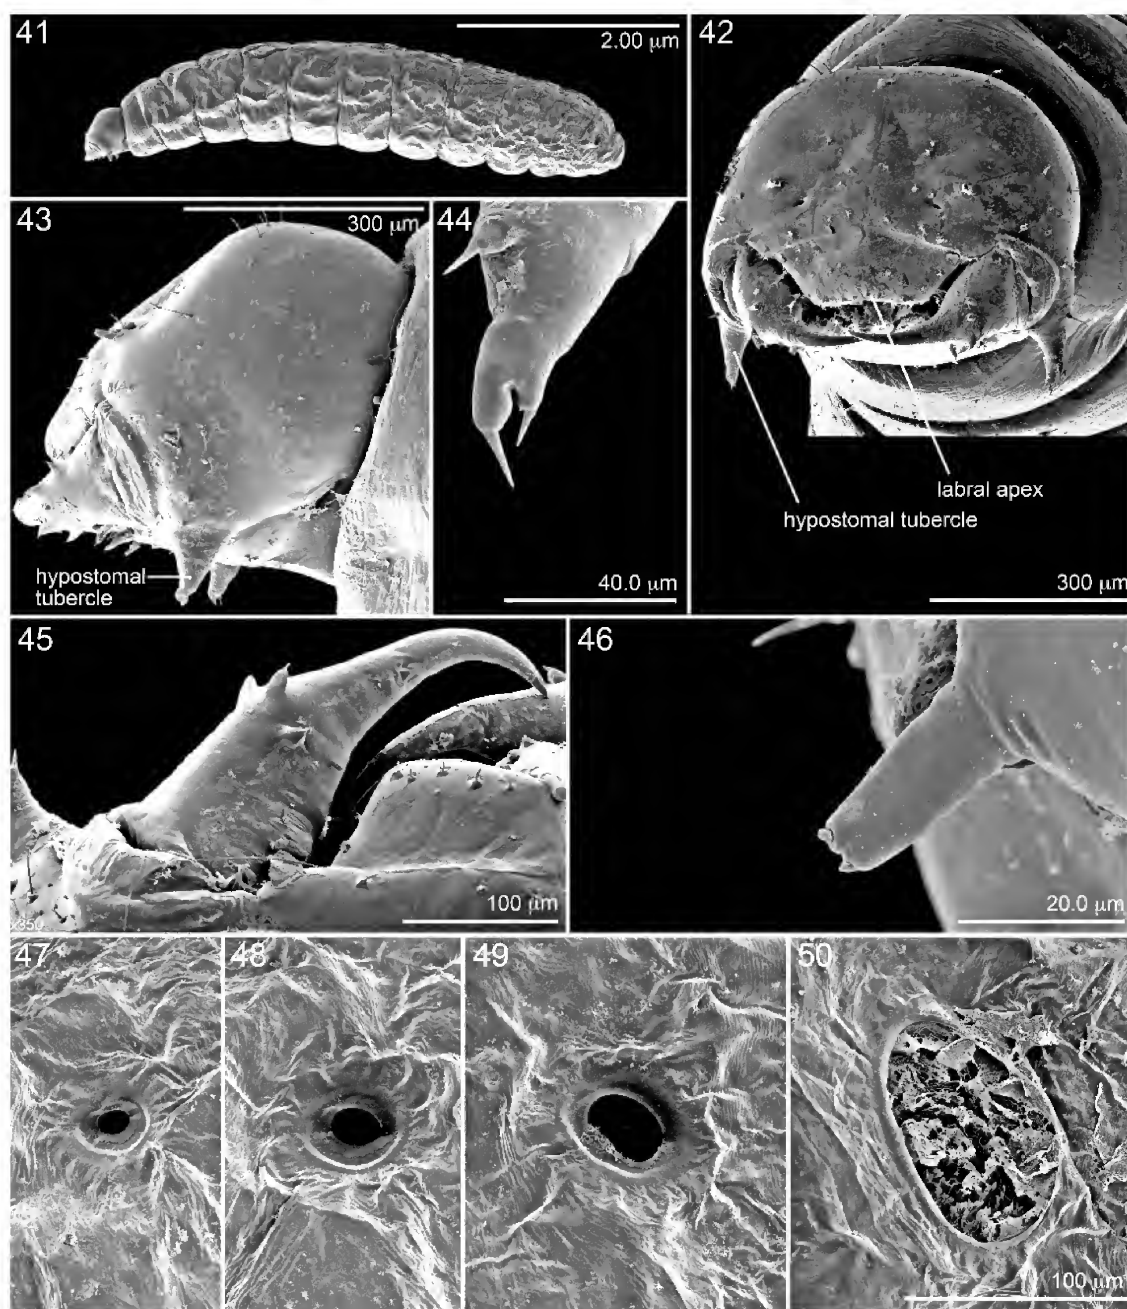 41
2.00 μm
42
43
300 μm
hypostomal
tubercle
44
40.0 μm
labral apex
hypostomal tubercle
300 μm
45
x350
100 μm
46
20.0 μm
47
48
49
50
100 μm